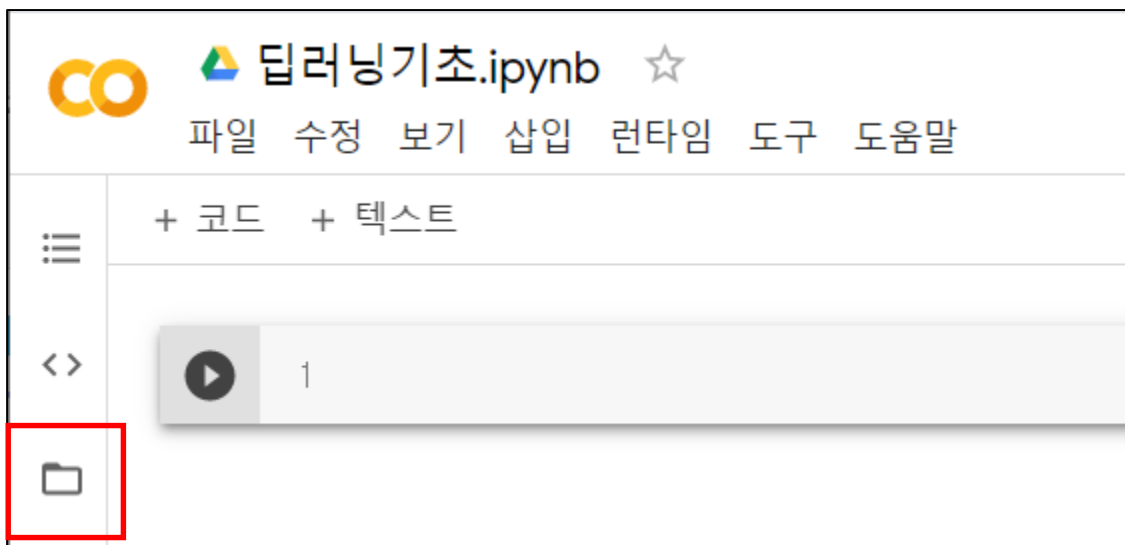 딥러닝기초.ipynb
파일 수정 보기 삽입 런타임 도구 도움말
+ 코드 + 텍스트
1